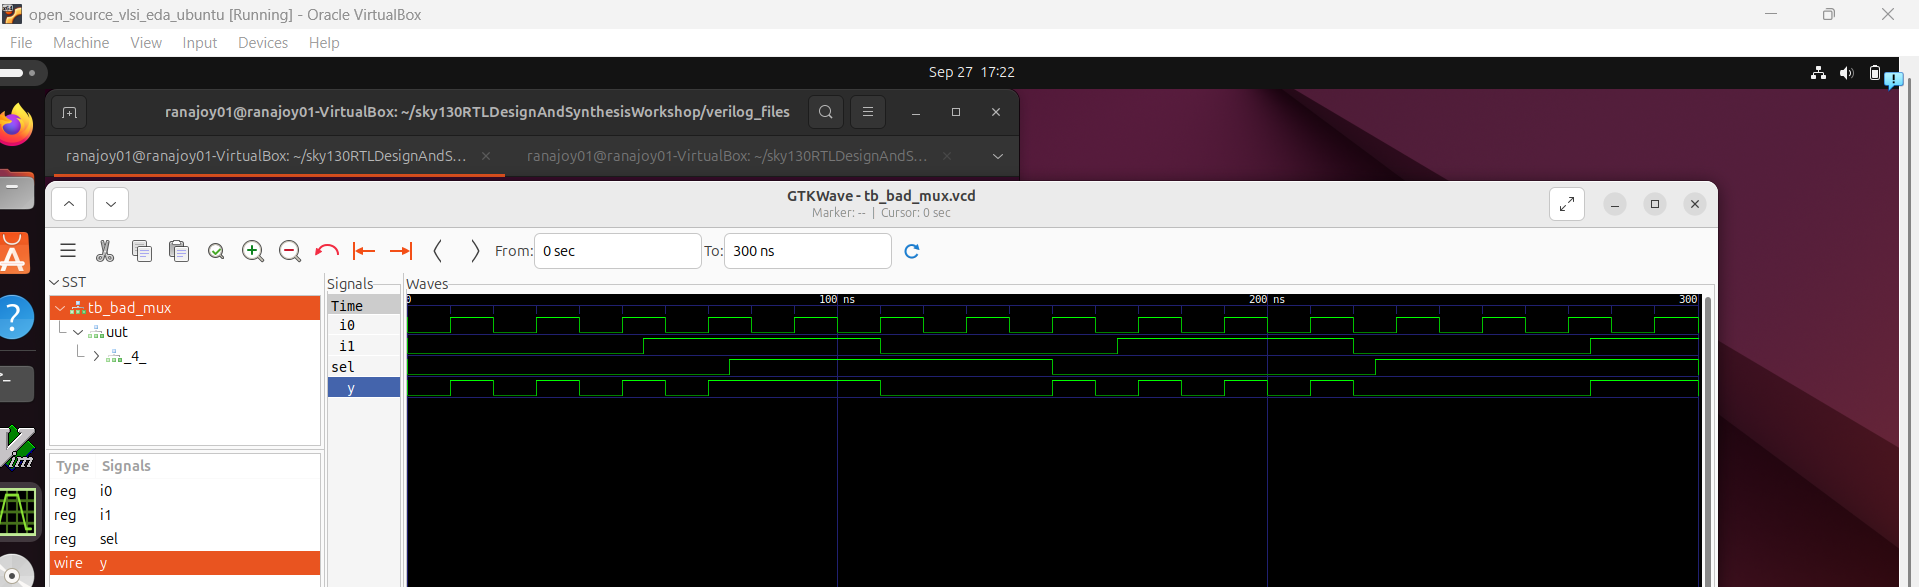 open_source_vlsi_eda_ubuntu [Running] - Oracle VirtualBox
File Machine View Input Devices Help
Sep 27 17:22
ranajoy01@ranajoy01-VirtualBox: ~/sky130RTLDesignAndSynthesisWorkshop/verilog_files
ranajoy01@ranajoy01-VirtualBox: ~/sky130RTLDesignAndS...
ranajoy01@ranajoy01-VirtualBox: ~/sky130RTLDesignAndS...
GTKWave - tb_bad_mux.vcd
Marker: -- | Cursor: 0 sec
From: 0 sec To: 300 ns
SST
tb_bad_mux
uut
_4_
Type Signals
reg i0
reg i1
reg sel
wire y
Signals
Time
i0
i1
sel
y
Waves
0 100 ns 200 ns 300